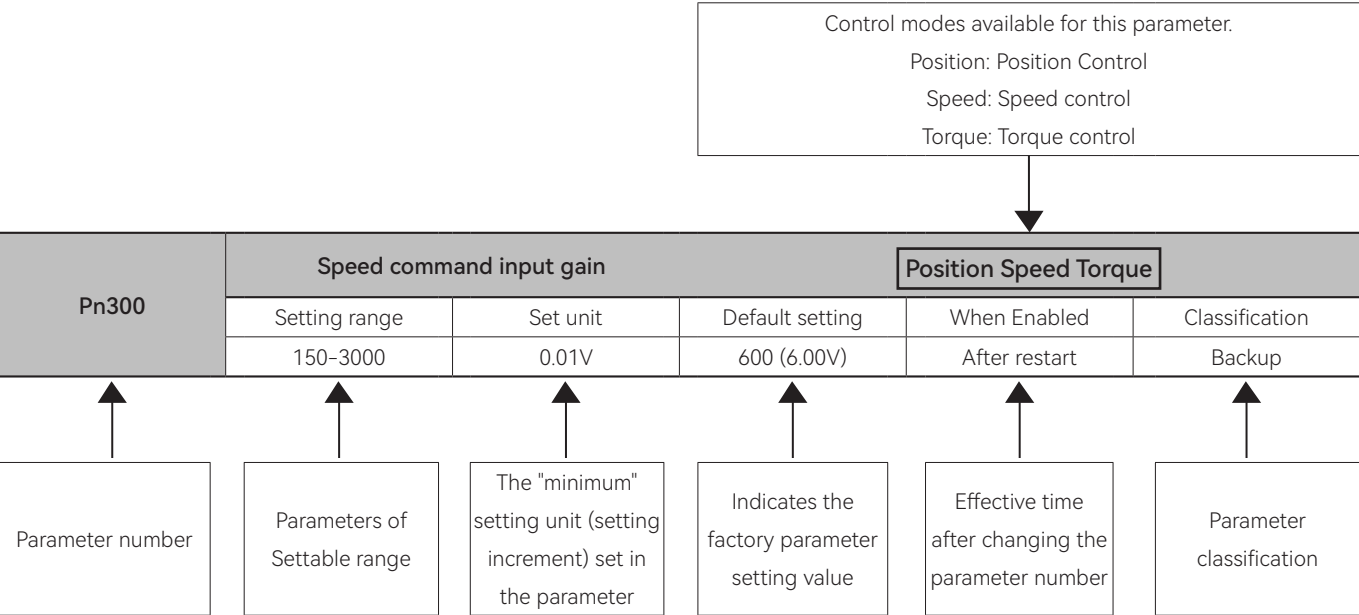 Control modes available for this parameter.
Position: Position Control
Speed: Speed control
Torque: Torque control
Pn300
Speed command input gain
Position Speed Torque
Setting range
Set unit
Default setting
When Enabled
Classification
150-3000
0.01V
600 (6.00V)
After restart
Backup
Parameter number
Parameters of
Settable range
The "minimum"
setting unit (setting
increment) set in
the parameter
Indicates the
factory parameter
setting value
Effective time
after changing the
parameter number
Parameter
classification